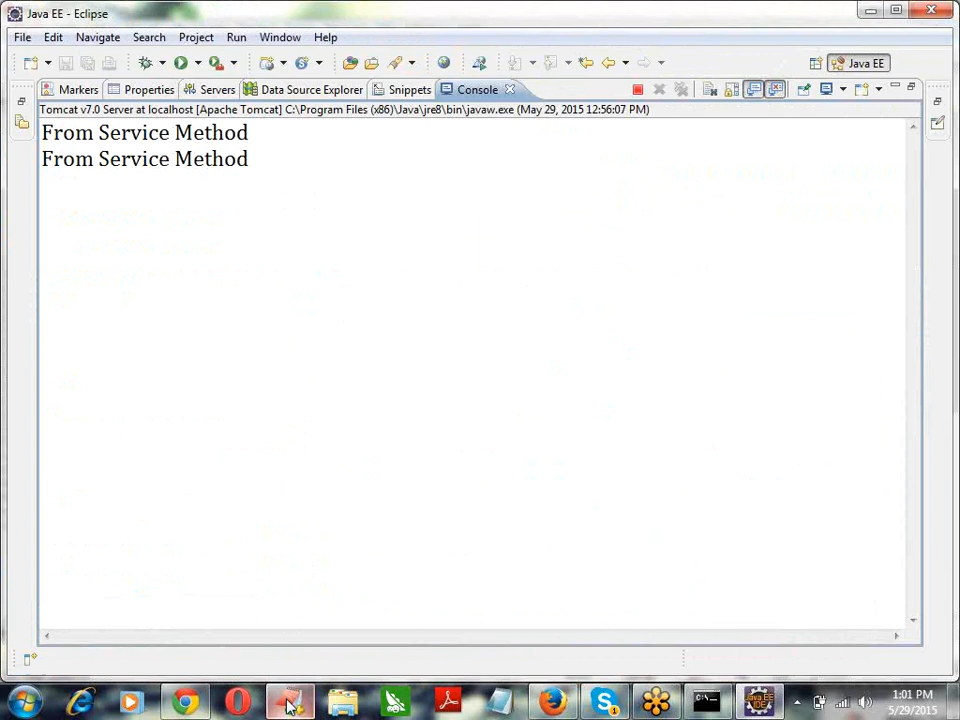 Java EE - Eclipse
File Edit Navigate Search Project Run Window Help
Java EE
Markers Properties Servers Data Source Explorer Snippets Console
Tomcat v7.0 Server at localhost [Apache Tomcat] C:\Program Files (x86)\Java\jre8\bin\javaw.exe (May 29, 2015 12:56:07 PM)
From Service Method
From Service Method
1:01 PM
5/29/2015